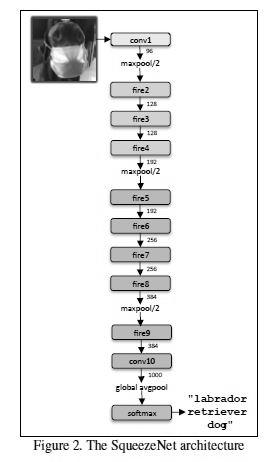 conv1
96
maxpool/2
fire2
128
fire3
128
fire4
192
maxpool/2
fire5
192
fire6
256
fire7
256
fire8
384
maxpool/2
fire9
384
conv10
1000
global avgpool
softmax
"labrador
retriever
dog"
Figure 2. The SqueezeNet architecture